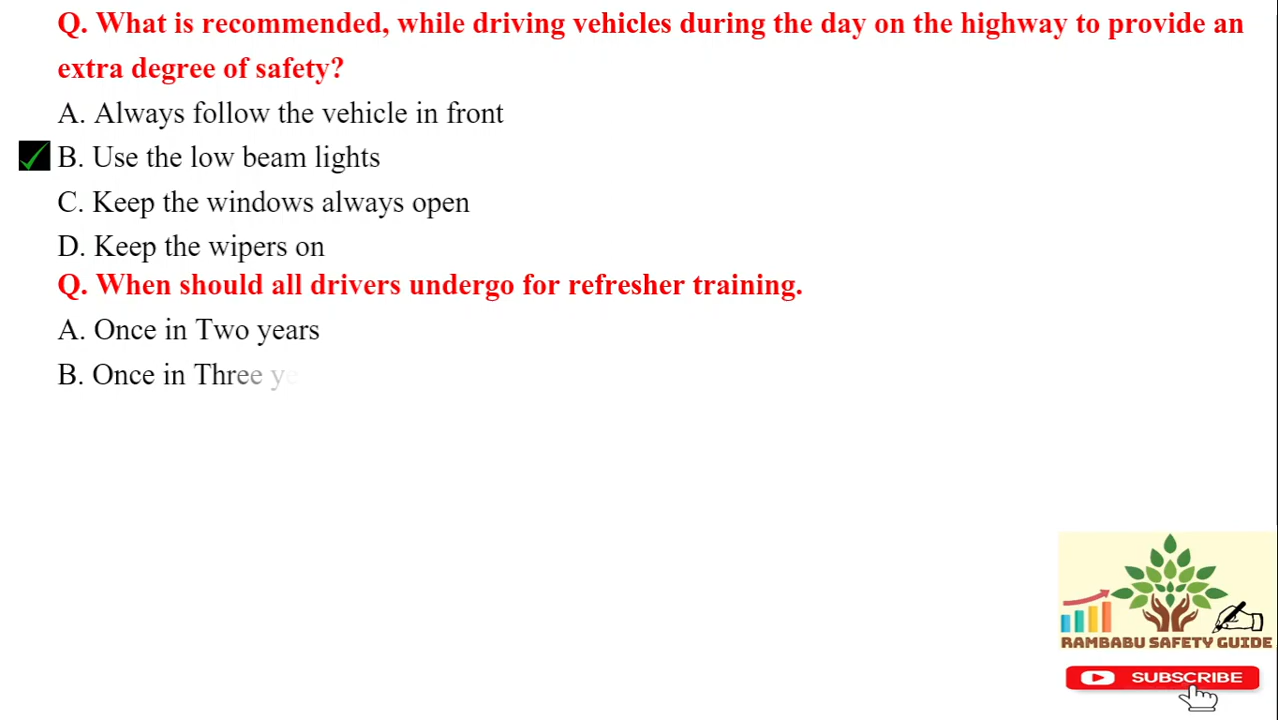 Q. What is recommended, while driving vehicles during the day on the highway to provide an
extra degree of safety?
A. Always follow the vehicle in front
B. Use the low beam lights
C. Keep the windows always open
D. Keep the wipers on
Q. When should all drivers undergo for refresher training.
A. Once in Two years
B. Once in Three
RAMBABU SAFETY GUIDE
SUBSCRIBE